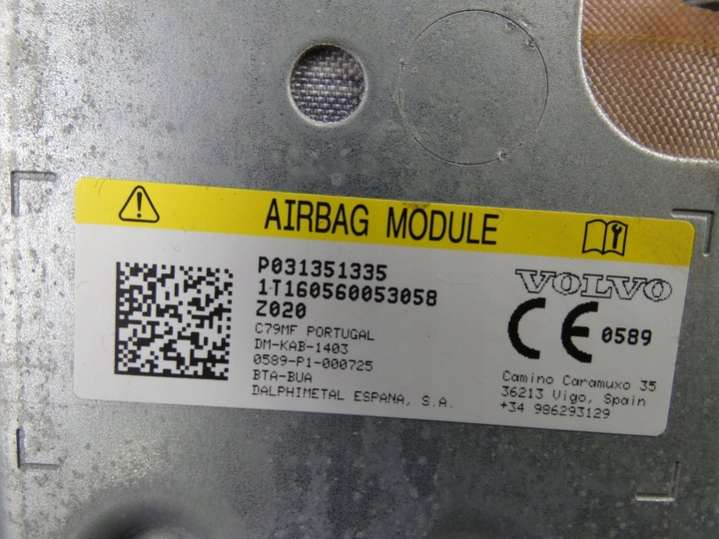 AIRBAG MODULE
P031351335
1T160560053058
Z020
C79MF PORTUGAL
DM-KAB-1403
0589-P1-000725
BTA-BUA
DALPHIMETAL ESPANA, S.A.
VOLVO
CE 0589
Camino Caramuxo 35
36213 Vigo, Spain
+34 986293129